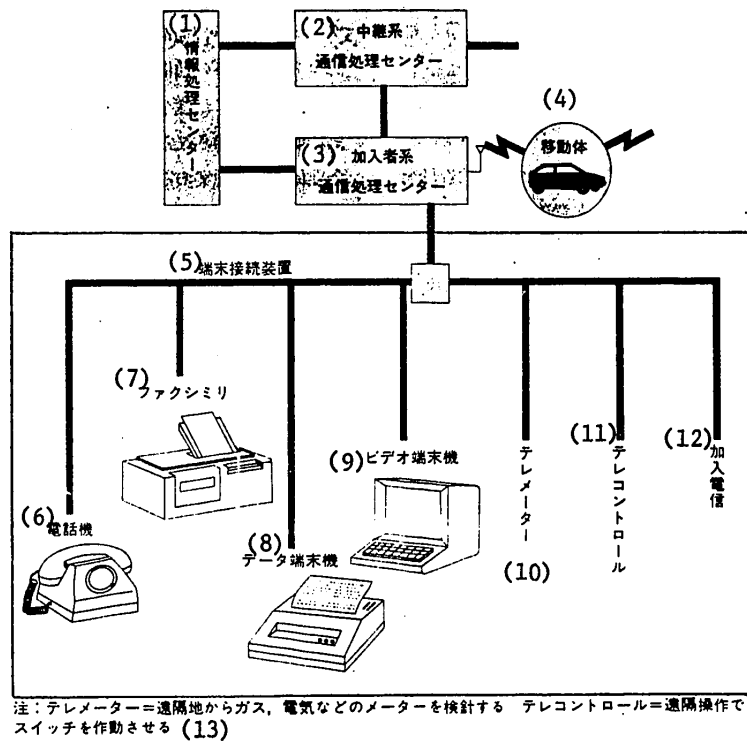 (1)
情報処理センター
(2) 中継系
通信処理センター
(3) 加入者系
通信処理センター
(4)
移動体
(5) 端末接続装置
(6) 電話機
(7) ファクシミリ
(8)
データ端末機
(9) ビデオ端末機
テレメーター
(10)
(11) テレコントロール
(12) 加入電信
注：テレメーター＝遠隔地からガス，電気などのメーターを検針する　テレコントロール＝遠隔操作で
スイッチを作動させる (13)